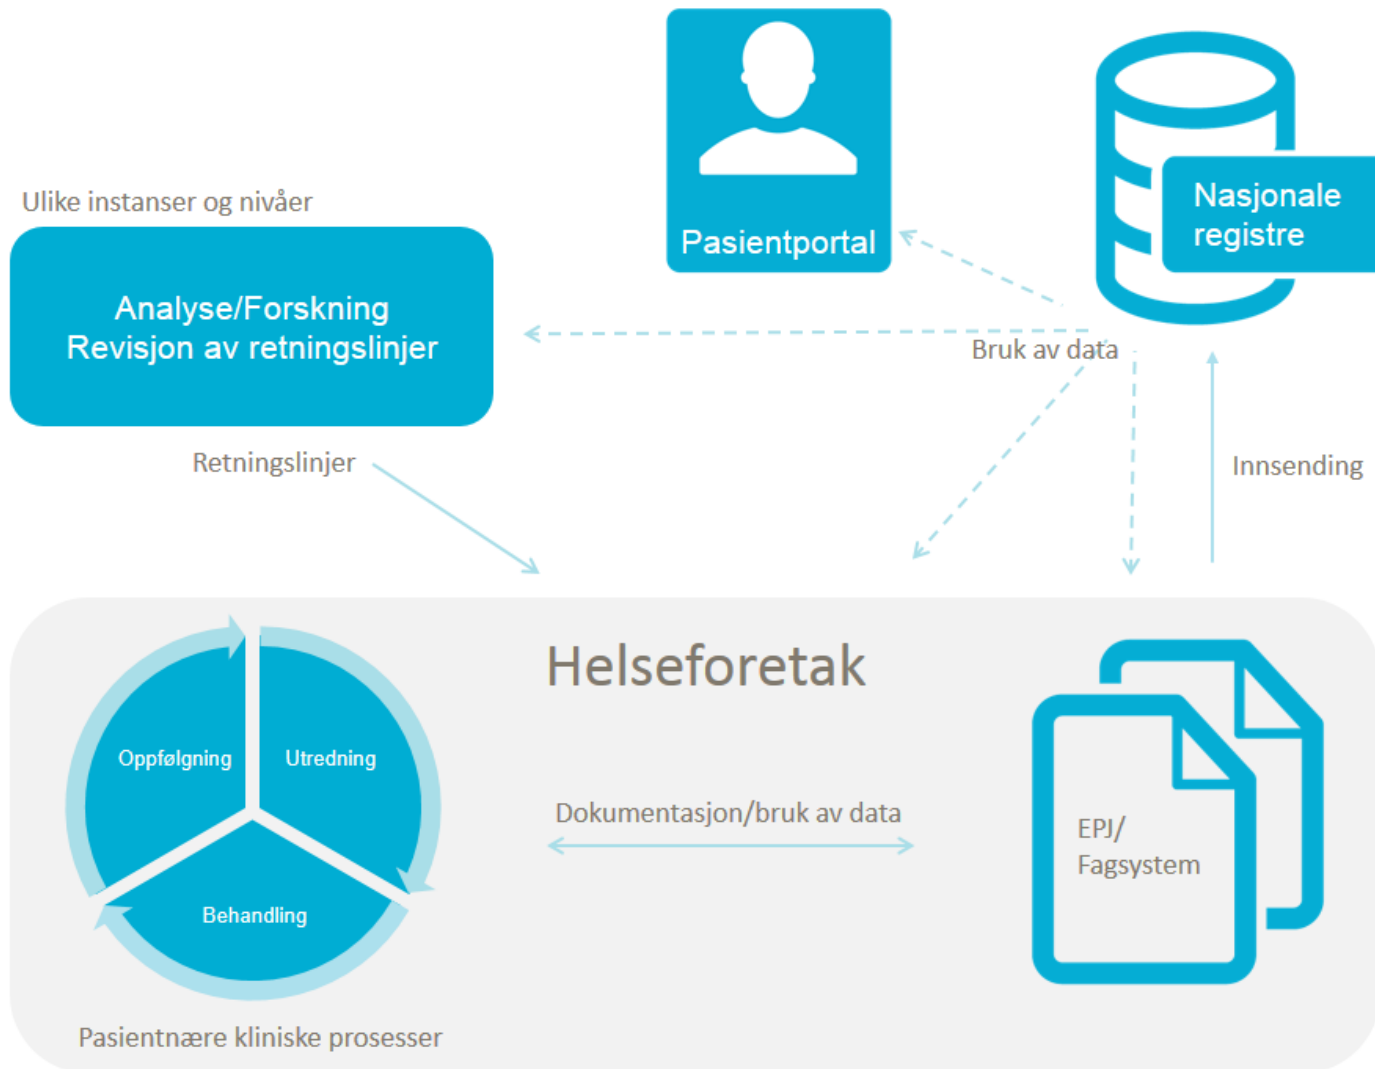 Pasientportal
Nasjonale
registre
Ulike instanser og nivåer
Analyse/Forskning
Revisjon av retningslinjer
Bruk av data
Retningslinjer
Innsending
Helseforetak
Oppfølgning
Utredning
Behandling
Dokumentasjon/bruk av data
EPJ/
Fagsystem
Pasientnære kliniske prosesser